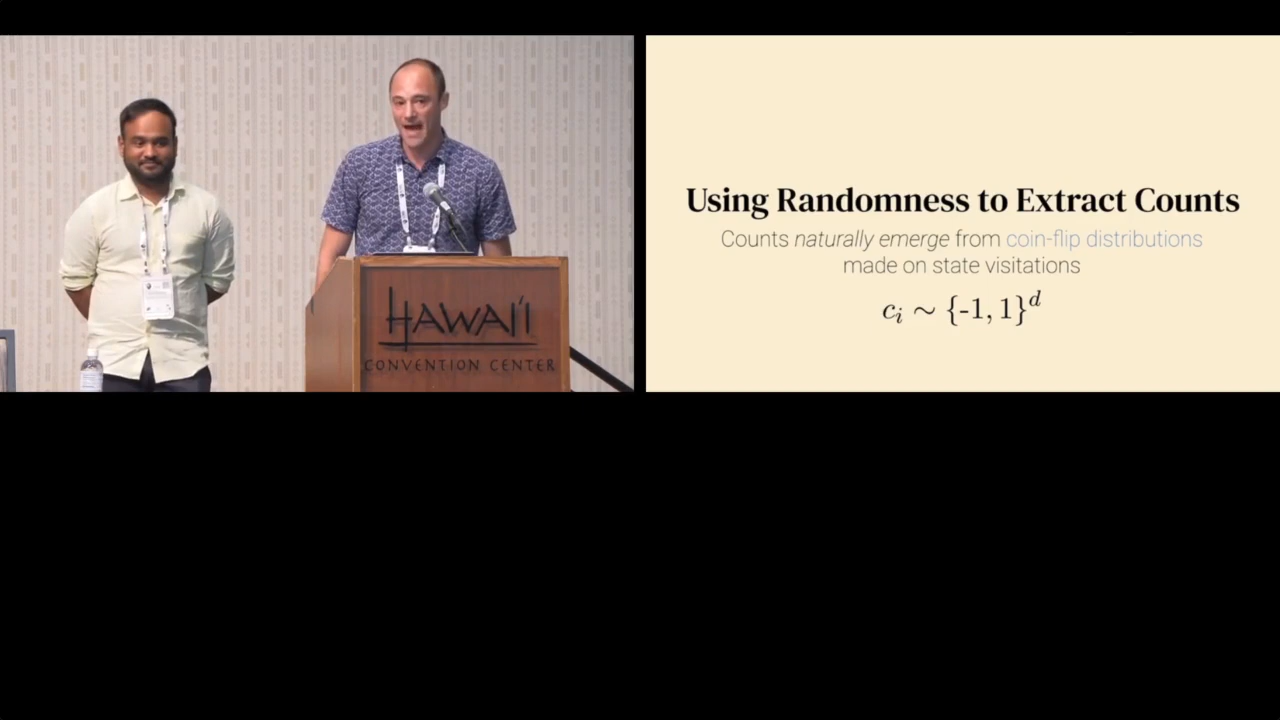 HAWAI'I
CONVENTION CENTER
Using Randomness to Extract Counts
Counts naturally emerge from coin-flip distributions
made on state visitations
cᵢ ∼ {-1, 1}ᵈ